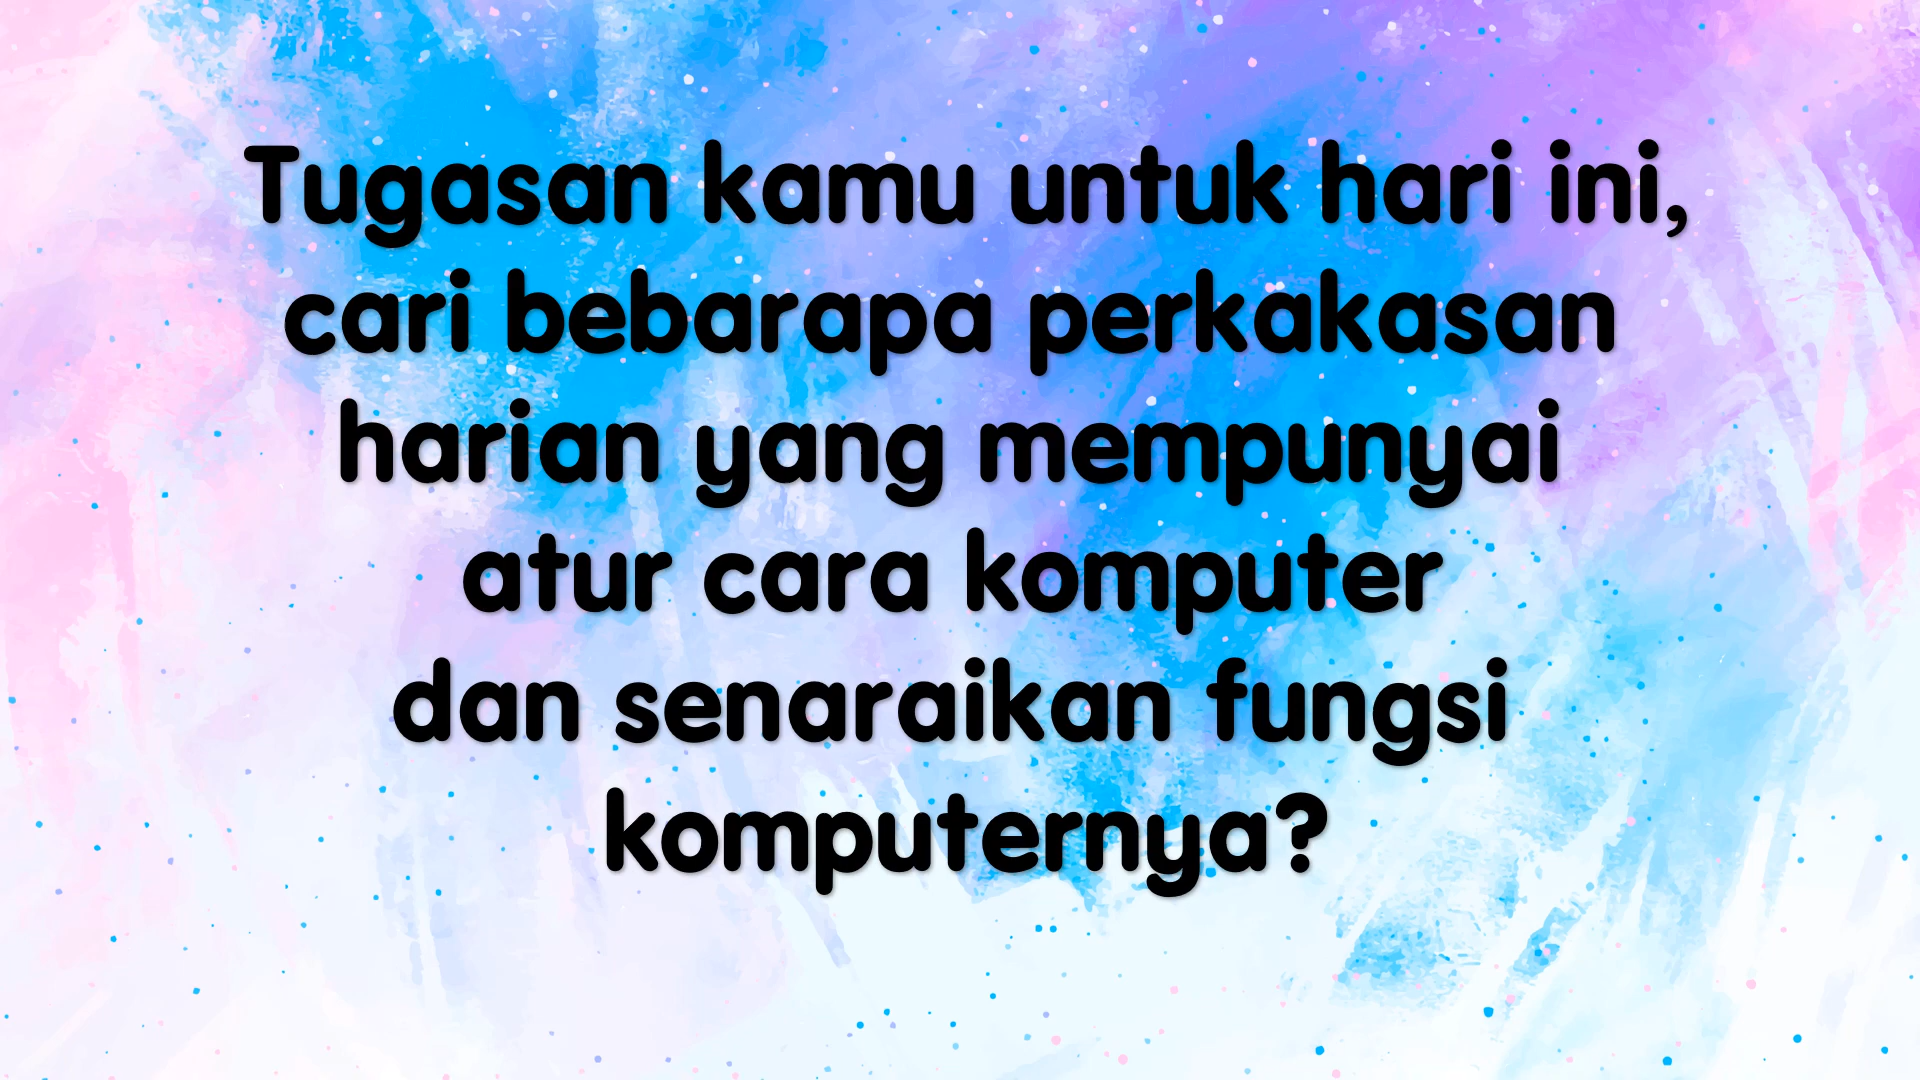 Tugasan kamu untuk hari ini,
cari bebarapa perkakasan
harian yang mempunyai
atur cara komputer
dan senaraikan fungsi
komputernya?